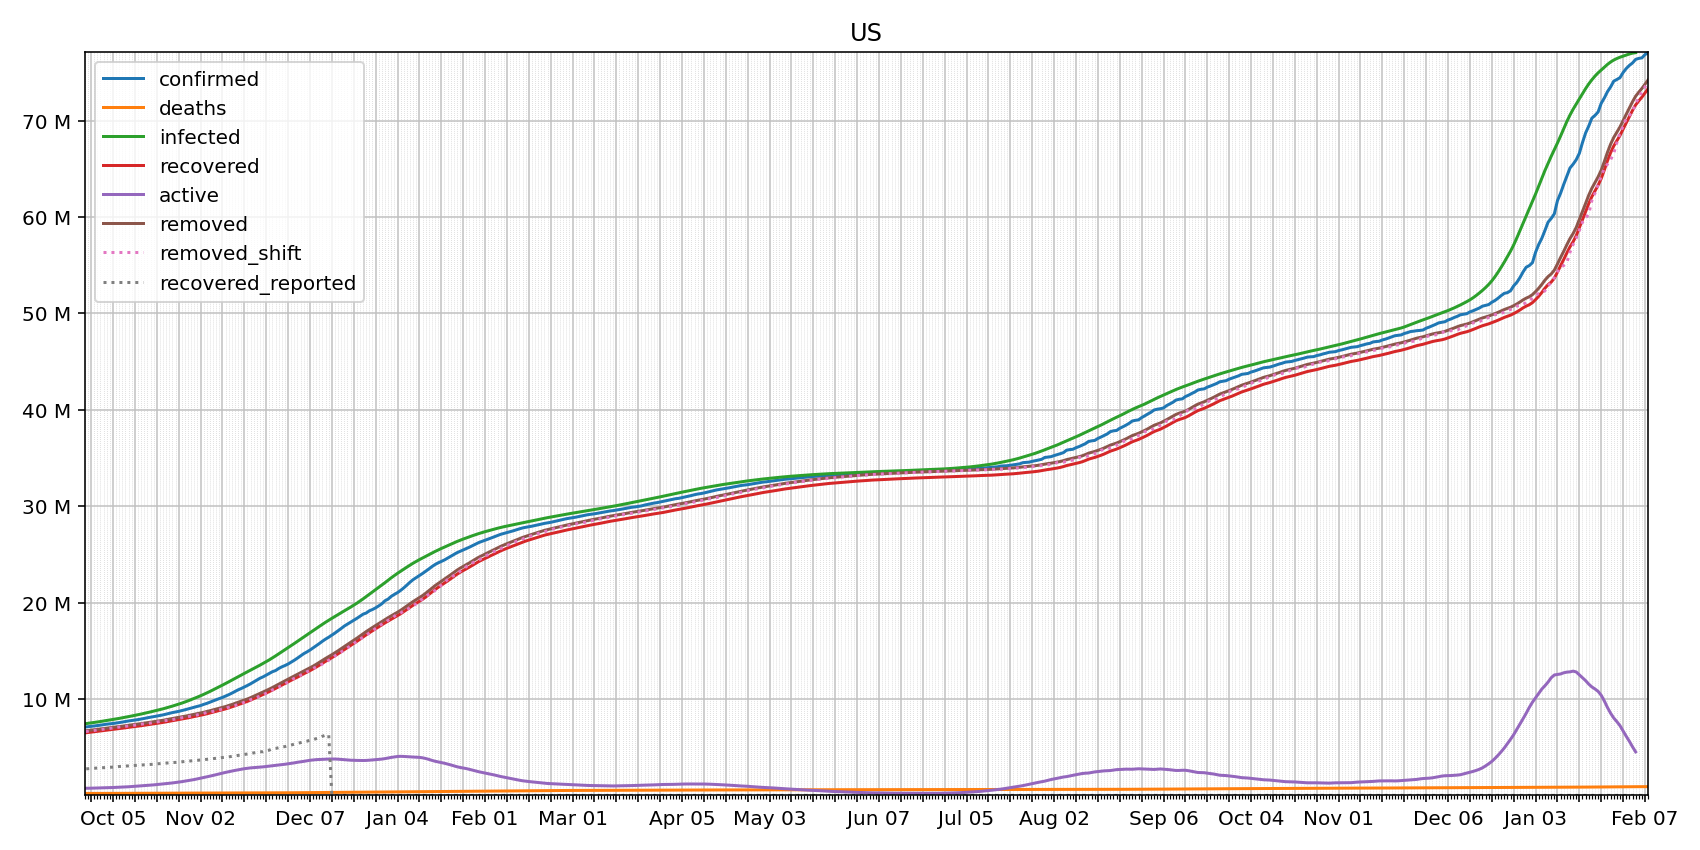 US
confirmed
deaths
infected
recovered
active
removed
removed_shift
recovered_reported
70 M
60 M
50 M
40 M
30 M
20 M
10 M
Oct 05 Nov 02 Dec 07 Jan 04 Feb 01 Mar 01 Apr 05 May 03 Jun 07 Jul 05 Aug 02 Sep 06 Oct 04 Nov 01 Dec 06 Jan 03 Feb 07